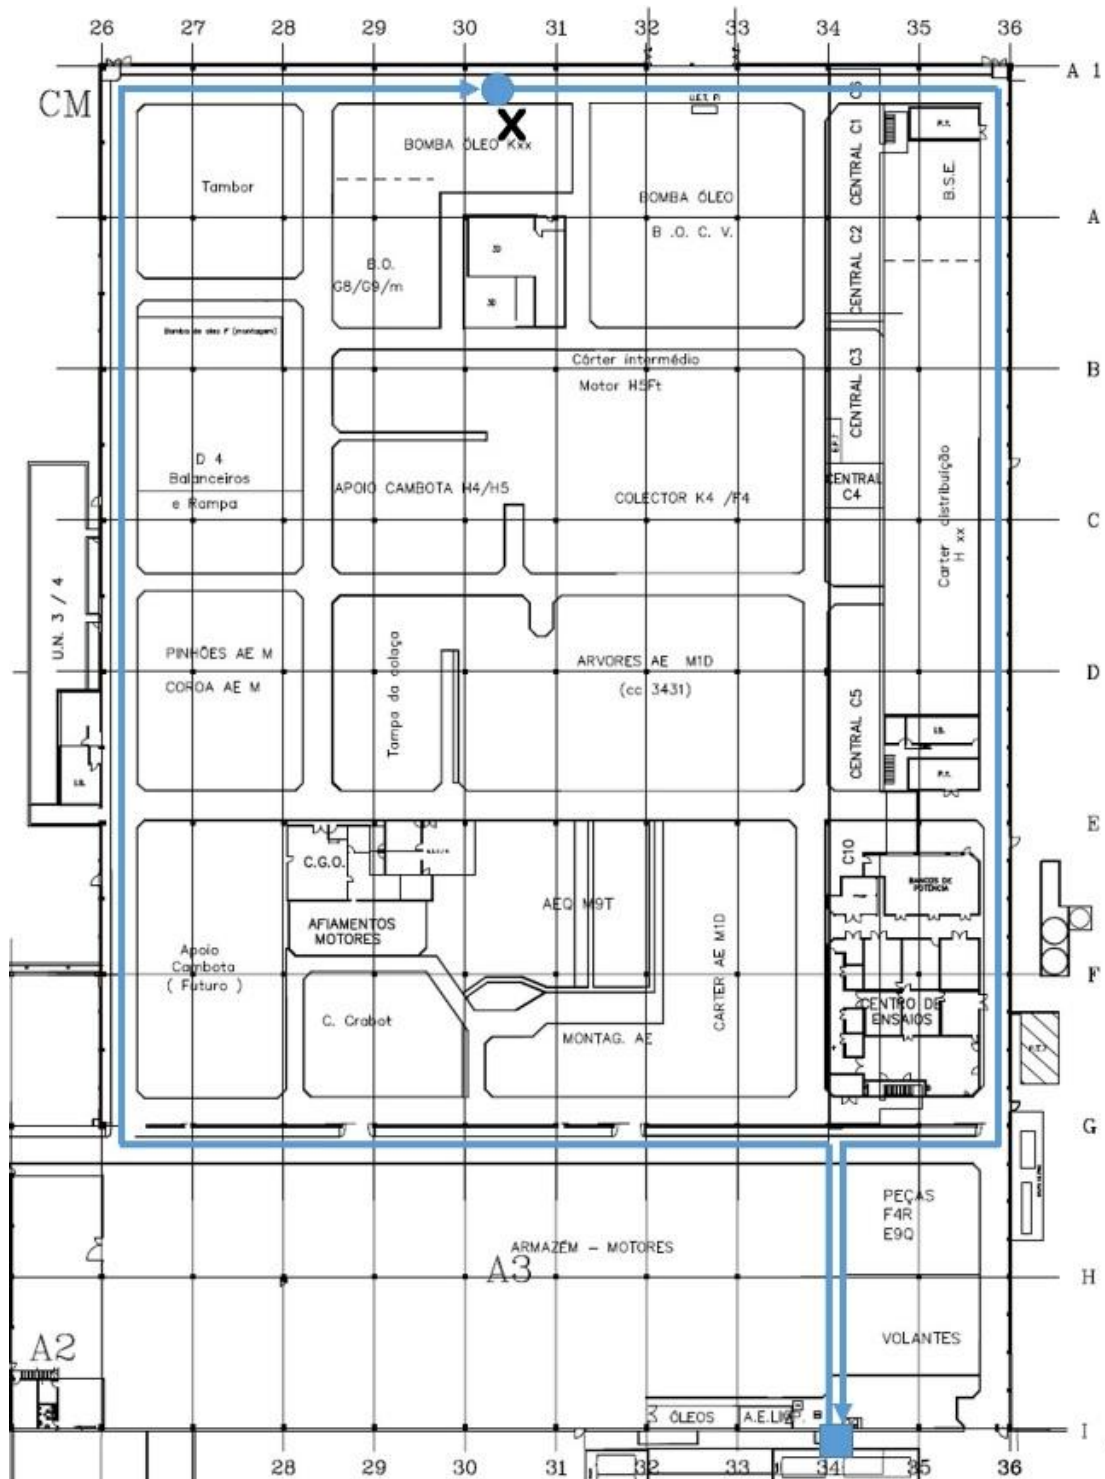 26 27 28 29 30 31 32 33 34 35 36
A 1
CM
C6
X
BOMBA ÓLEO Kxx
Tambor
CENTRAL C1
P.T.
B.S.E.
BOMBA ÓLEO
B .O. C. V.
A
B.O.
G8/G9/m
CENTRAL C2
Cárter intermédio
Motor H5Ft
B
CENTRAL C3
D 4
Balanceiros
e Rampa
APOIO CAMBOTA H4/H5
COLECTOR K4 /F4
CENTRAL
C4
Carter distribuição
H xx
C
U.N. 3 / 4
PINHÕES AE M
COROA AE M
Tampa da colaça
ARVORES AE M1D
(cc 3431)
D
CENTRAL C5
P.T.
E
C.G.O.
C10
BANCOS DE
POTÊNCIA
AFIAMENTOS
MOTORES
AEQ M9T
CARTER AE M1D
Apoio
Cambota
( Futuro )
F
C. Grabot
CENTRO DE
ENSAIOS
MONTAG. AE
G
PEÇAS
F4R
E9Q
ARMAZÉM - MOTORES
A3
H
A2
VOLANTES
ÓLEOS
I
28 29 30 31 32 33 34 35 36